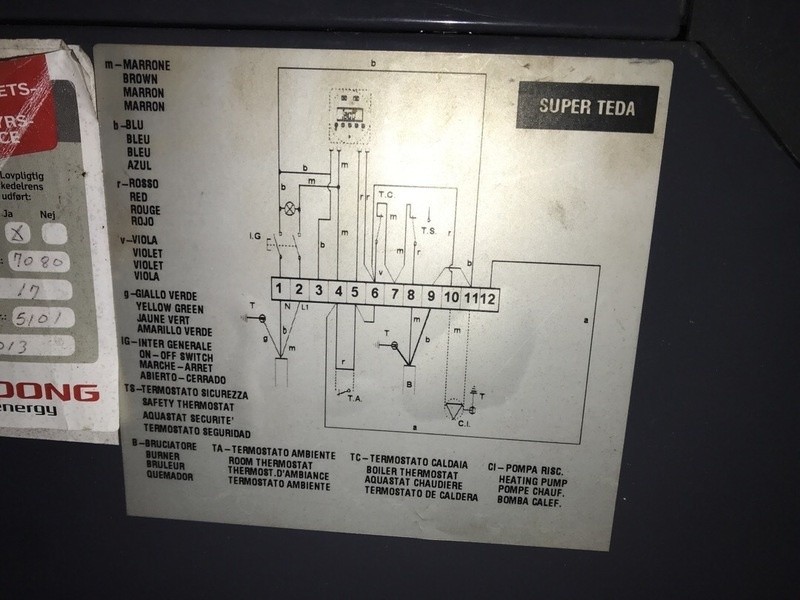 ETS-
YRS-
CE
Lovpligtig
kedelrens
udført:
Ja Nej
X
7080
17
5101
013
DONG
energy
SUPER TEDA
m-MARRONE
BROWN
MARRON
MARRON
b-BLU
BLEU
BLEU
AZUL
r-ROSSO
RED
ROUGE
ROJO
v-VIOLA
VIOLET
VIOLET
VIOLA
g-GIALLO VERDE
YELLOW GREEN
JAUNE VERT
AMARILLO VERDE
IG-INTER GENERALE
ON-OFF SWITCH
MARCHE-ARRET
ABIERTO-CERRADO
TS-TERMOSTATO SICUREZZA
SAFETY THERMOSTAT
AQUASTAT SECURITE'
TERMOSTATO SEGURIDAD
B-BRUCIATORE
BURNER
BRULEUR
QUEMADOR
TA-TERMOSTATO AMBIENTE
ROOM THERMOSTAT
THERMOST.D'AMBIANCE
TERMOSTATO AMBIENTE
TC-TERMOSTATO CALDAIA
BOILER THERMOSTAT
AQUASTAT CHAUDIERE
TERMOSTATO DE CALDERA
CI-POMPA RISC.
HEATING PUMP
POMPE CHAUF.
BOMBA CALEF.
b
m
b
m
r r
T.C.
b
m
T.S.
I.G
b
m
m
r
r
v
b
1 2 3 4 5 6 7 8 9 10 11 12
T
N
L1
g
b
m
r
T.A.
T
m
b
B
m
T
C.I.
a
a